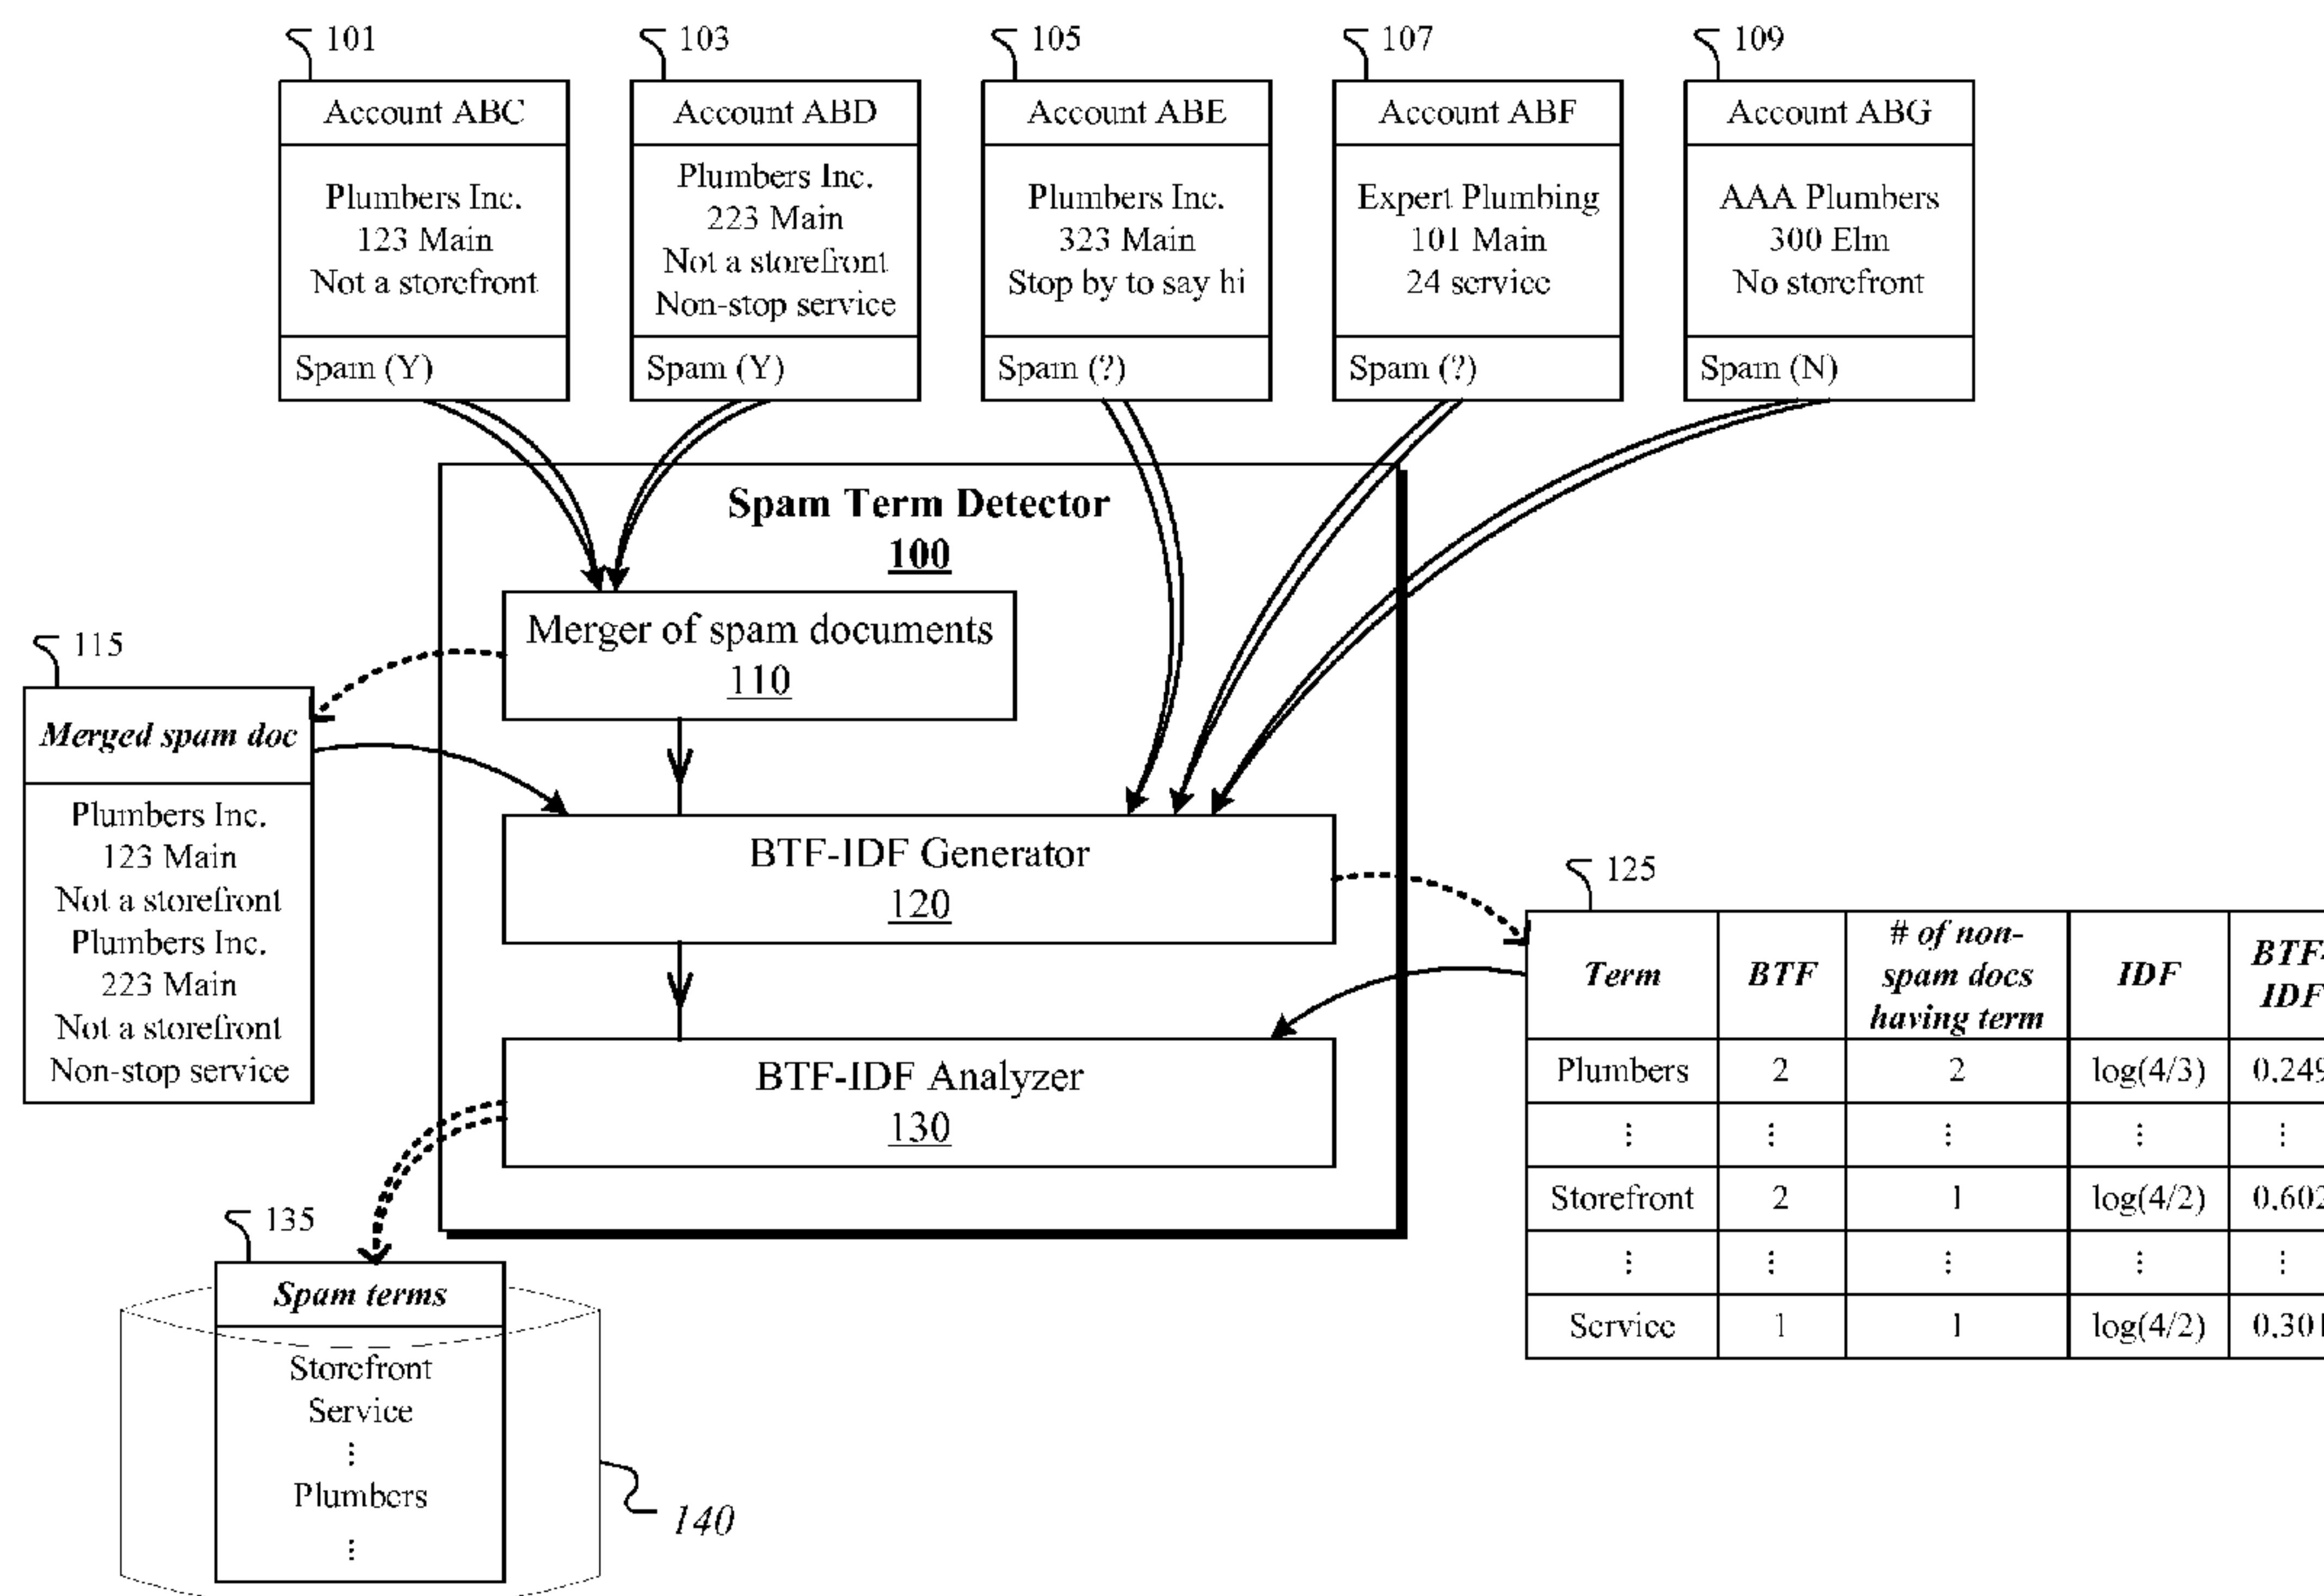 101
Account ABC
Plumbers Inc.
123 Main
Not a storefront
Spam (Y)
103
Account ABD
Plumbers Inc.
223 Main
Not a storefront
Non-stop service
Spam (Y)
105
Account ABE
Plumbers Inc.
323 Main
Stop by to say hi
Spam (?)
107
Account ABF
Expert Plumbing
101 Main
24 service
Spam (?)
109
Account ABG
AAA Plumbers
300 Elm
No storefront
Spam (N)
Spam Term Detector
100
Merger of spam documents
110
115
Merged spam doc
Plumbers Inc.
123 Main
Not a storefront
Plumbers Inc.
223 Main
Not a storefront
Non-stop service
BTF-IDF Generator
120
BTF-IDF Analyzer
130
125
Term BTF # of non-spam docs having term IDF BTF-IDF
Plumbers 2 2 log(4/3) 0.249
⋮ ⋮ ⋮ ⋮ ⋮
Storefront 2 1 log(4/2) 0.602
⋮ ⋮ ⋮ ⋮ ⋮
Service 1 1 log(4/2) 0.301
135
Spam terms
Storefront
Service
⋮
Plumbers
⋮
140